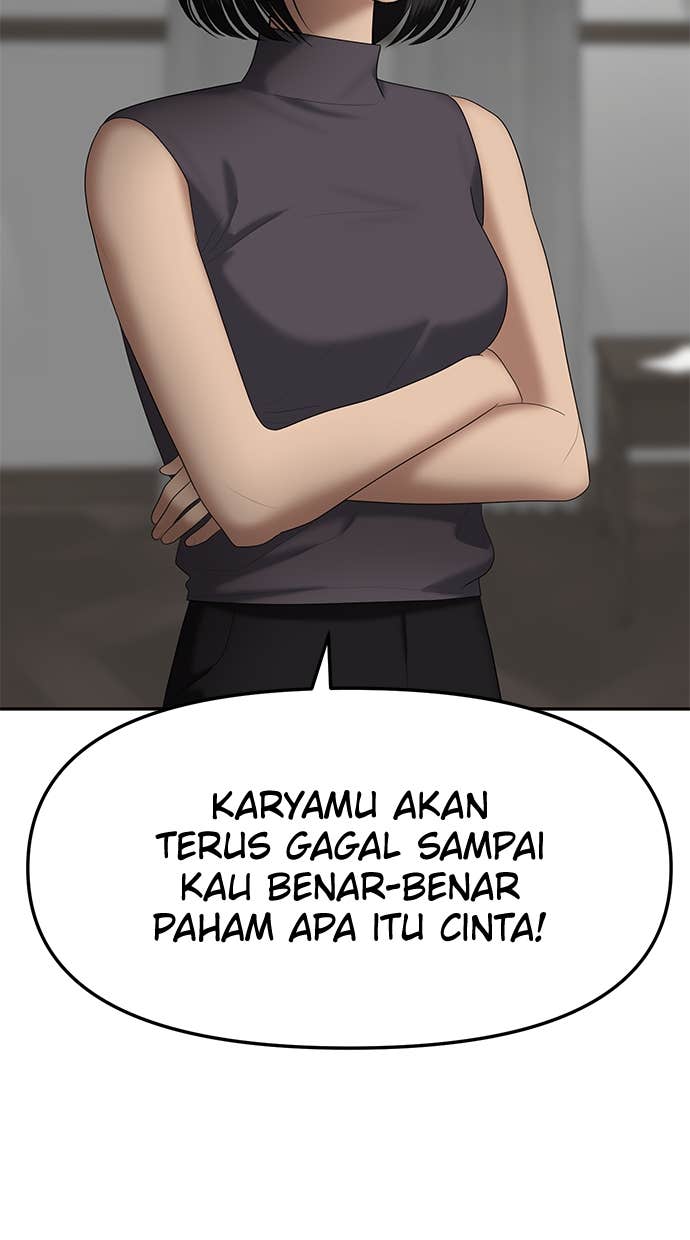 KARYAMU AKAN
TERUS GAGAL SAMPAI
KAU BENAR-BENAR
PAHAM APA ITU CINTA!